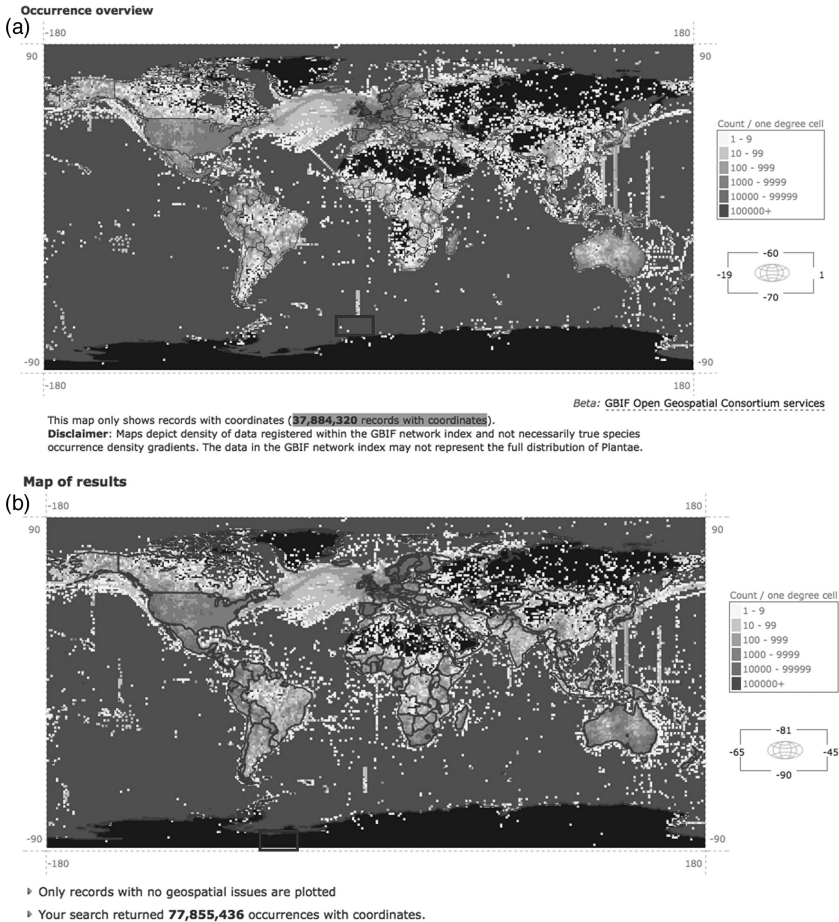 Occurrence overview
(a)
-180 180
90 90
Count / one degree cell
1 - 9
10 - 99
100 - 999
1000 - 9999
10000 - 99999
100000+
-60
-19 1
-70
-90 -90
-180 180
Beta: GBIF Open Geospatial Consortium services
This map only shows records with coordinates (37,884,320 records with coordinates).
Disclaimer: Maps depict density of data registered within the GBIF network index and not necessarily true species
occurrence density gradients. The data in the GBIF network index may not represent the full distribution of Plantae.
(b)
Map of results
-180 180
90 90
Count / one degree cell
1 - 9
10 - 99
100 - 999
1000 - 9999
10000 - 99999
100000+
-81
-65 -45
-90
-90 -90
-180 180
Only records with no geospatial issues are plotted
Your search returned 77,855,436 occurrences with coordinates.